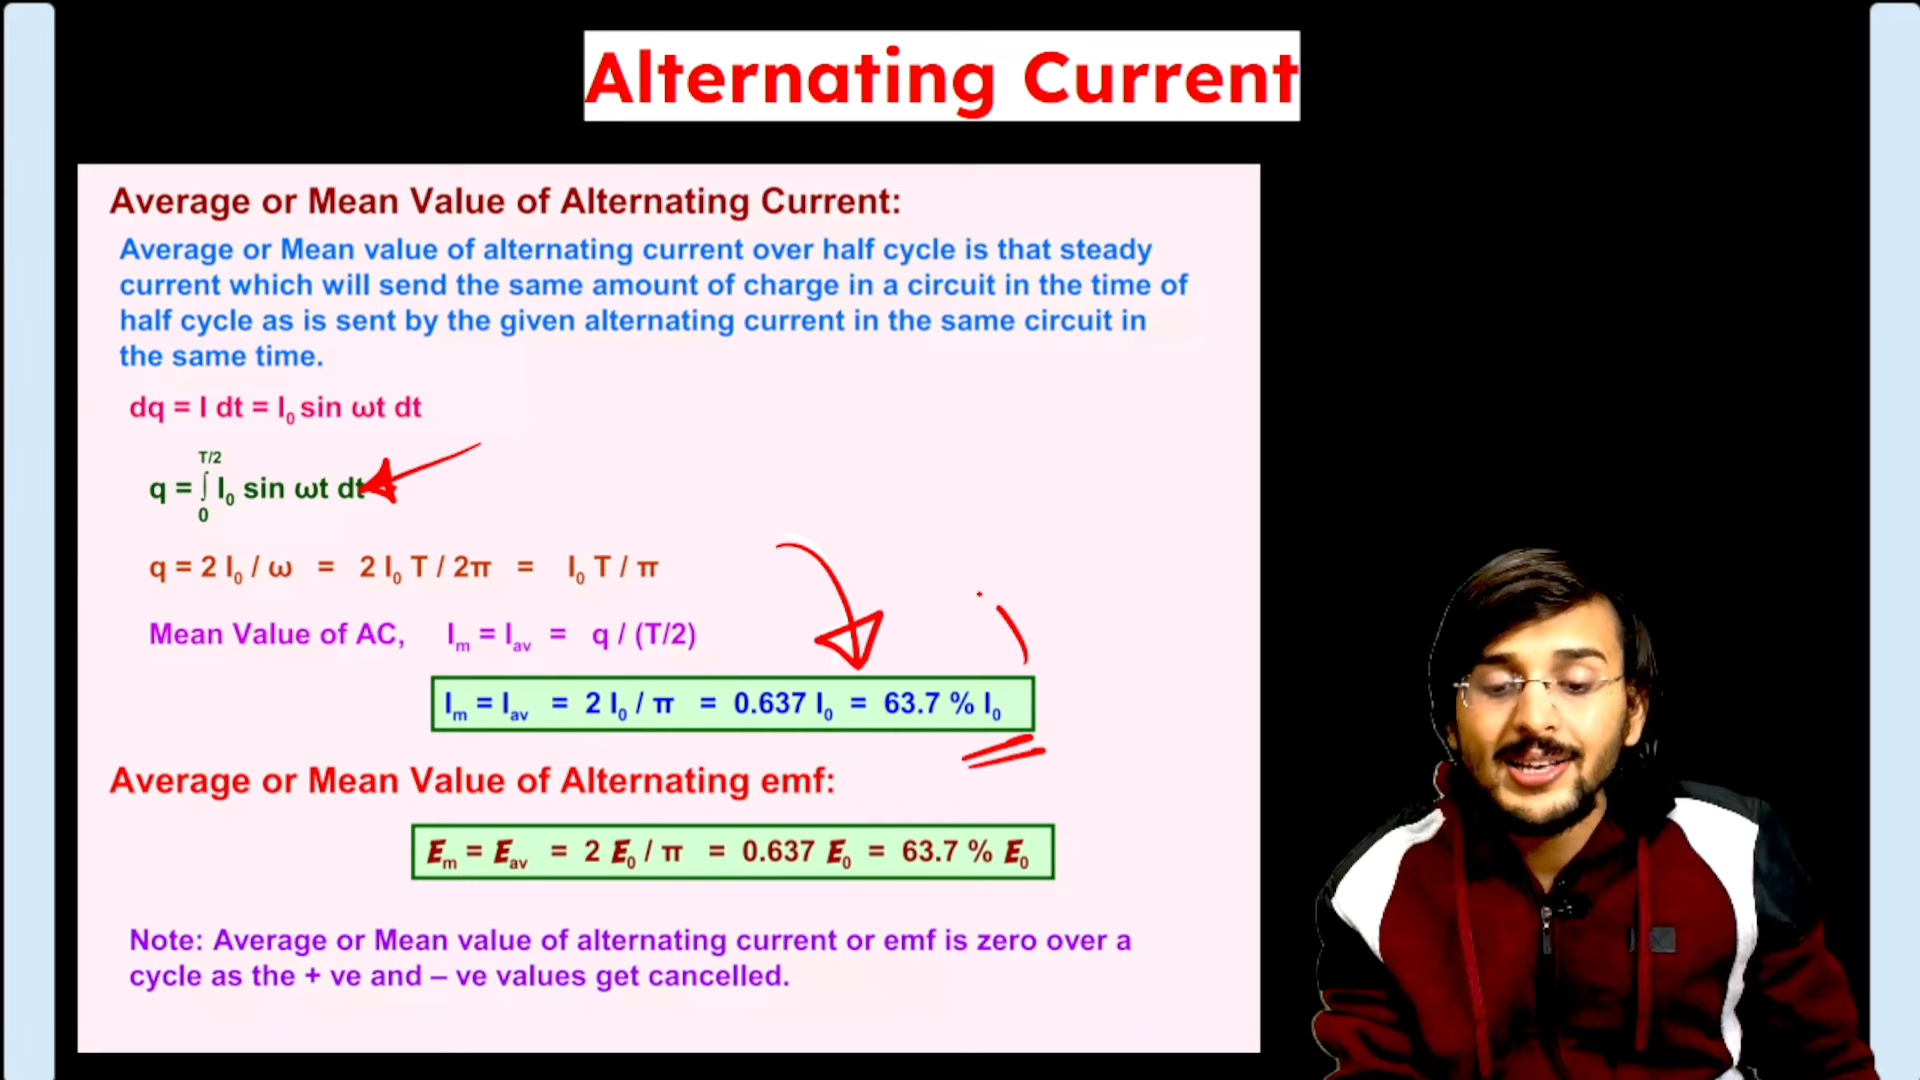 Alternating Current
Average or Mean Value of Alternating Current:
Average or Mean value of alternating current over half cycle is that steady
current which will send the same amount of charge in a circuit in the time of
half cycle as is sent by the given alternating current in the same circuit in
the same time.
dq = I dt = I₀ sin ωt dt
T/2
q = ∫ I₀ sin ωt dt
0
q = 2 I₀ / ω = 2 I₀ T / 2π = I₀ T / π
Mean Value of AC, Iₘ = Iₐᵥ = q / (T/2)
Iₘ = Iₐᵥ = 2 I₀ / π = 0.637 I₀ = 63.7 % I₀
Average or Mean Value of Alternating emf:
Eₘ = Eₐᵥ = 2 E₀ / π = 0.637 E₀ = 63.7 % E₀
Note: Average or Mean value of alternating current or emf is zero over a
cycle as the + ve and – ve values get cancelled.